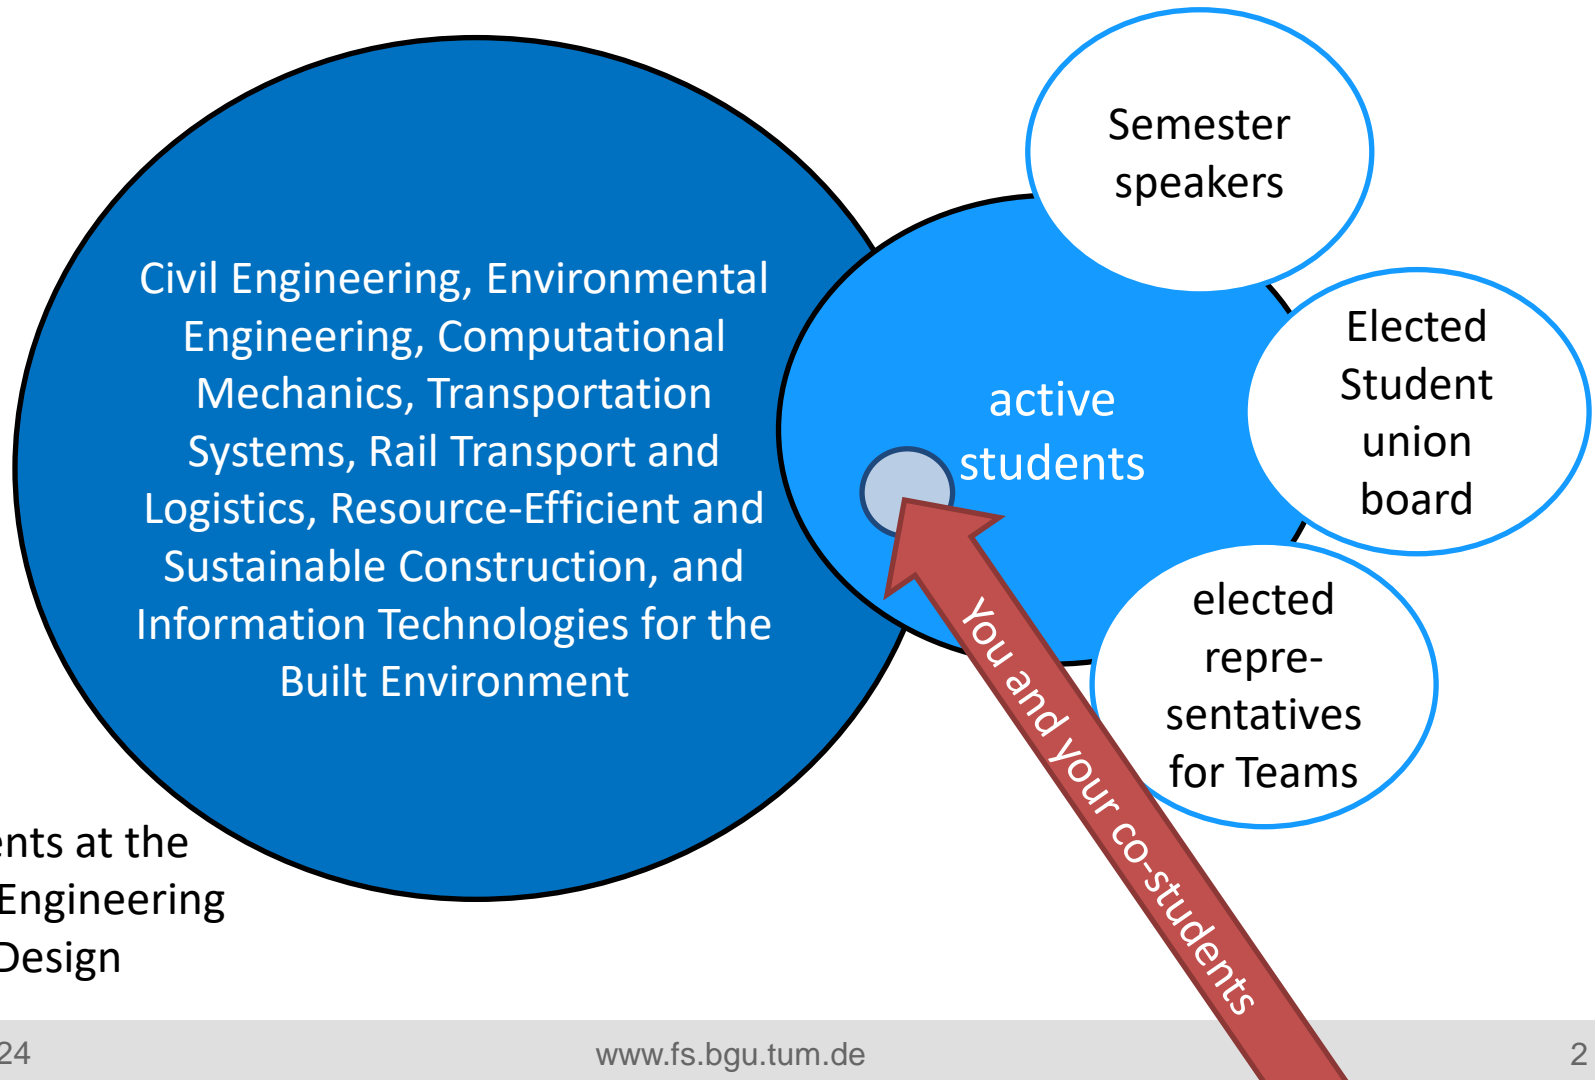 Semester
speakers
Civil Engineering, Environmental
Engineering, Computational
Mechanics, Transportation
Systems, Rail Transport and
Logistics, Resource-Efficient and
Sustainable Construction, and
Information Technologies for the
Built Environment
active
students
Elected
Student
union
board
elected
repre-
sentatives
for Teams
You and your co-students
ents at the
Engineering
Design
24
www.fs.bgu.tum.de
2